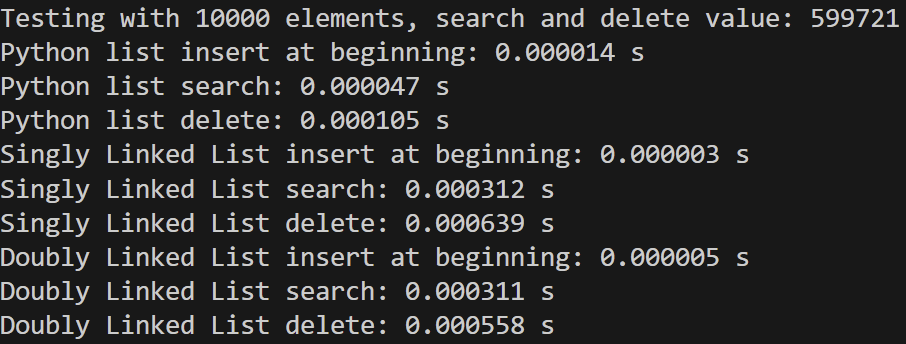 Testing with 10000 elements, search and delete value: 599721
Python list insert at beginning: 0.000014 s
Python list search: 0.000047 s
Python list delete: 0.000105 s
Singly Linked List insert at beginning: 0.000003 s
Singly Linked List search: 0.000312 s
Singly Linked List delete: 0.000639 s
Doubly Linked List insert at beginning: 0.000005 s
Doubly Linked List search: 0.000311 s
Doubly Linked List delete: 0.000558 s